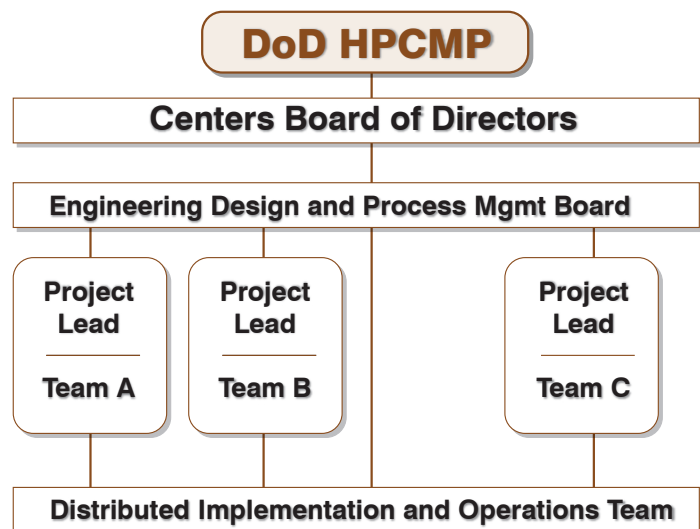 DoD HPCMP
Centers Board of Directors
Engineering Design and Process Mgmt Board
Project
Lead
Team A
Project
Lead
Team B
Project
Lead
Team C
Distributed Implementation and Operations Team